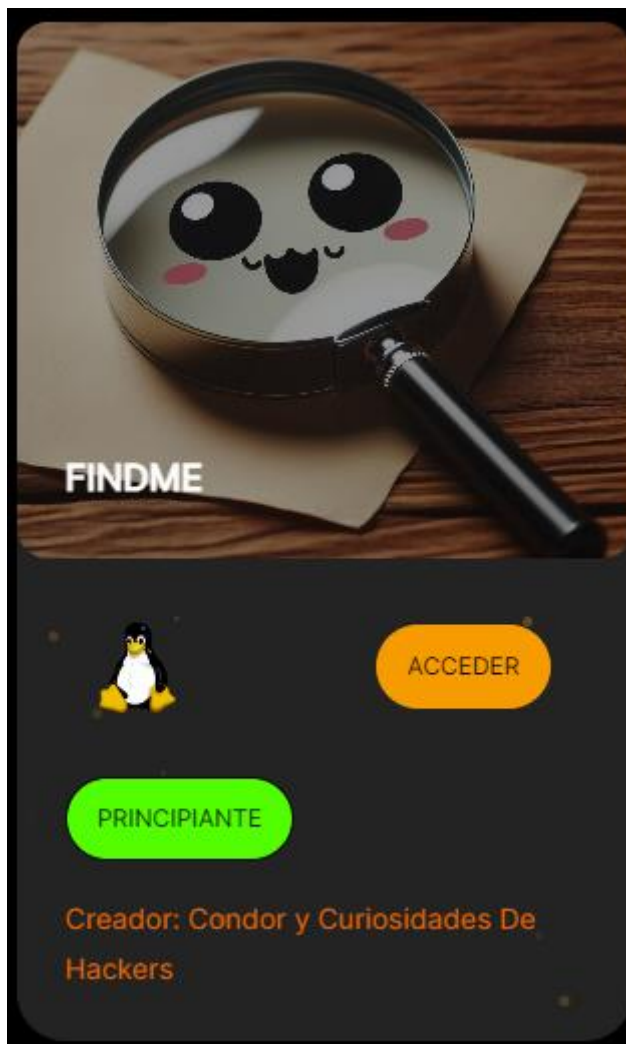 FINDME
ACCEDER
PRINCIPIANTE
Creador: Condor y Curiosidades De
Hackers